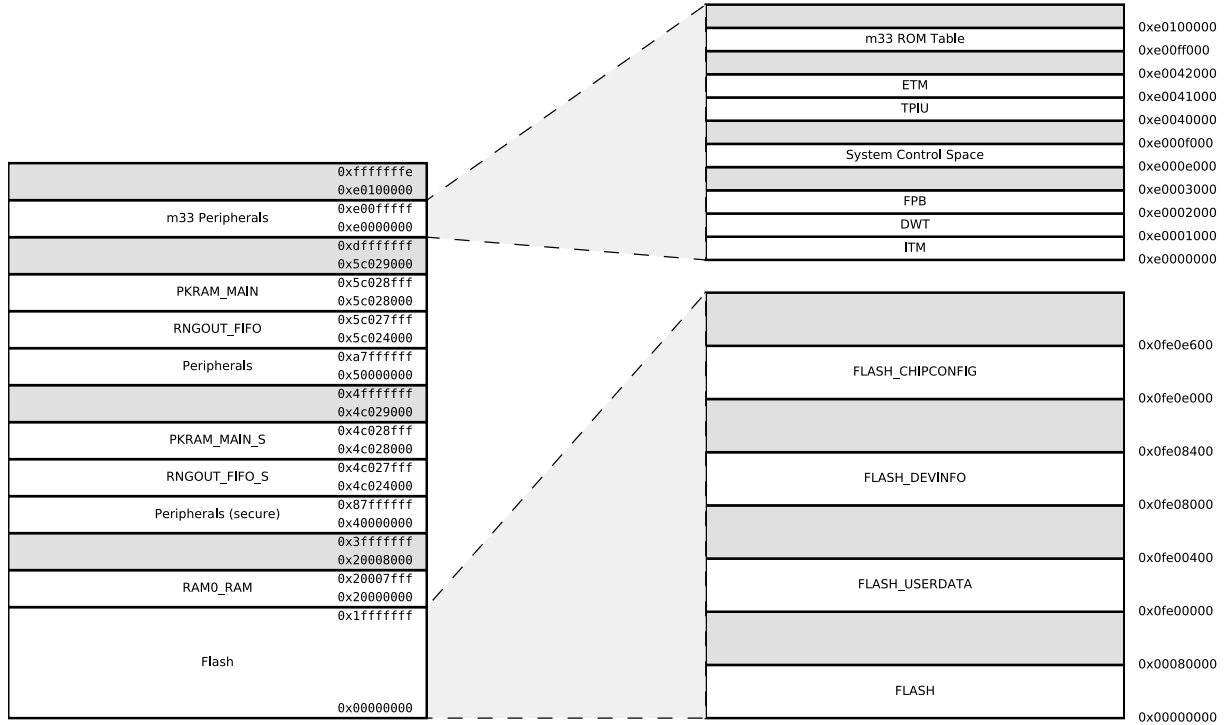 0xfffffffe
0xe0100000
m33 Peripherals
0xe00fffff
0xe0000000
0xdfffffff
0x5c029000
PKRAM_MAIN
0x5c028fff
0x5c028000
RNGOUT_FIFO
0x5c027fff
0x5c024000
Peripherals
0xa7ffffff
0x50000000
0x4fffffff
0x4c029000
PKRAM_MAIN_S
0x4c028fff
0x4c028000
RNGOUT_FIFO_S
0x4c027fff
0x4c024000
Peripherals (secure)
0x87ffffff
0x40000000
0x3fffffff
0x20008000
RAM0_RAM
0x20007fff
0x20000000
0x1fffffff
Flash
0x00000000
0xe0100000
m33 ROM Table
0xe00ff000
0xe0042000
ETM
0xe0041000
TPIU
0xe0040000
0xe000f000
System Control Space
0xe000e000
0xe0003000
FPB
0xe0002000
DWT
0xe0001000
ITM
0xe0000000
0x0fe0e600
FLASH_CHIPCONFIG
0x0fe0e000
0x0fe08400
FLASH_DEVINFO
0x0fe08000
0x0fe00400
FLASH_USERDATA
0x0fe00000
0x00080000
FLASH
0x00000000